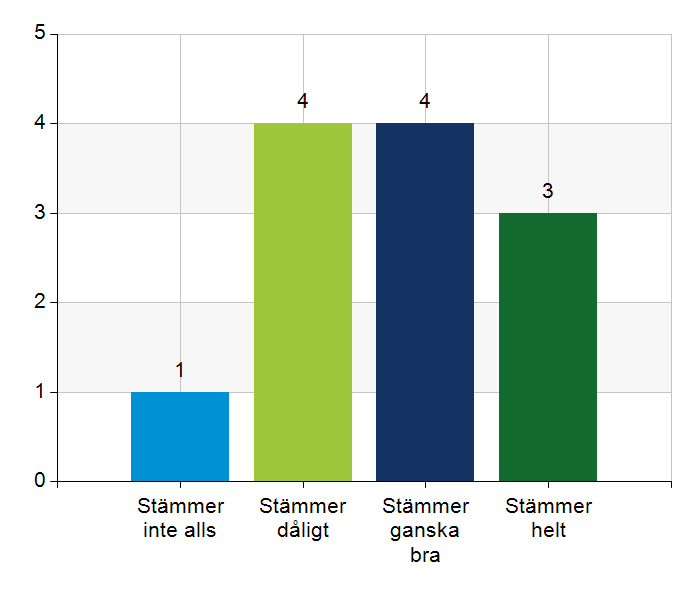 5
4
3
2
1
0
1
4
4
3
Stämmer
inte alls
Stämmer
dåligt
Stämmer
ganska
bra
Stämmer
helt